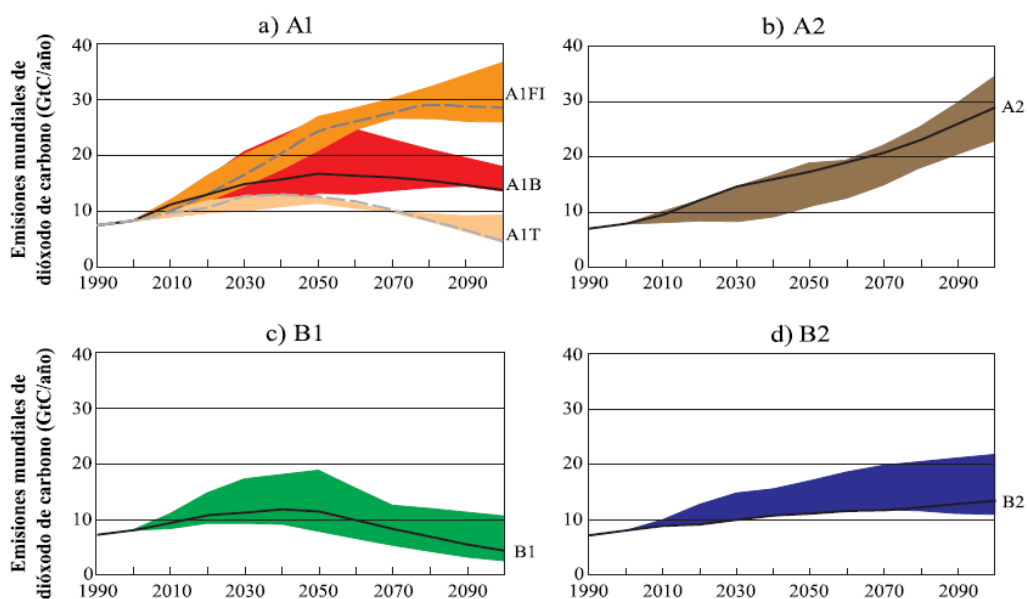 a) A1
b) A2
Emisiones mundiales de
dióxodo de carbono (GtC/año)
40
30
20
10
0
A1FI
A1B
A1T
1990 2010 2030 2050 2070 2090
40
30
20
10
0
A2
1990 2010 2030 2050 2070 2090
c) B1
d) B2
Emisiones mundiales de
dióxodo de carbono (GtC/año)
40
30
20
10
0
B1
1990 2010 2030 2050 2070 2090
40
30
20
10
0
B2
1990 2010 2030 2050 2070 2090